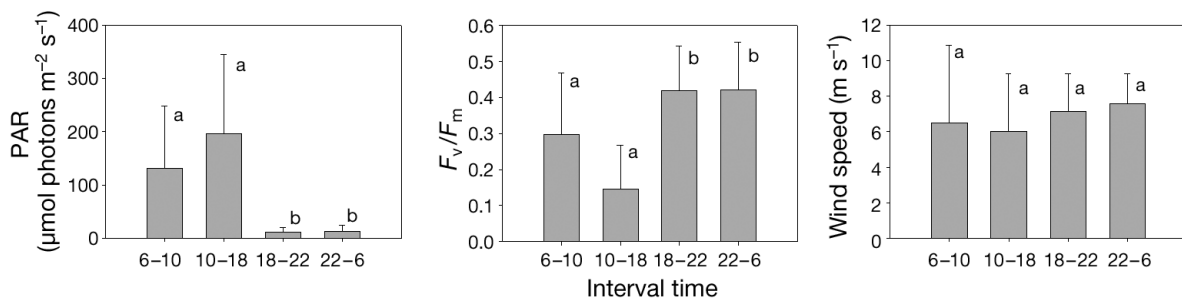 PAR
(µmol photons m⁻² s⁻¹)
400
300
200
100
0
a
a
b
b
6–10 10–18 18–22 22–6
Fv/Fm
0.6
0.5
0.4
0.3
0.2
0.1
0.0
a
a
b
b
6–10 10–18 18–22 22–6
Interval time
Wind speed (m s⁻¹)
12
10
8
6
4
2
0
a
a
a
a
6–10 10–18 18–22 22–6